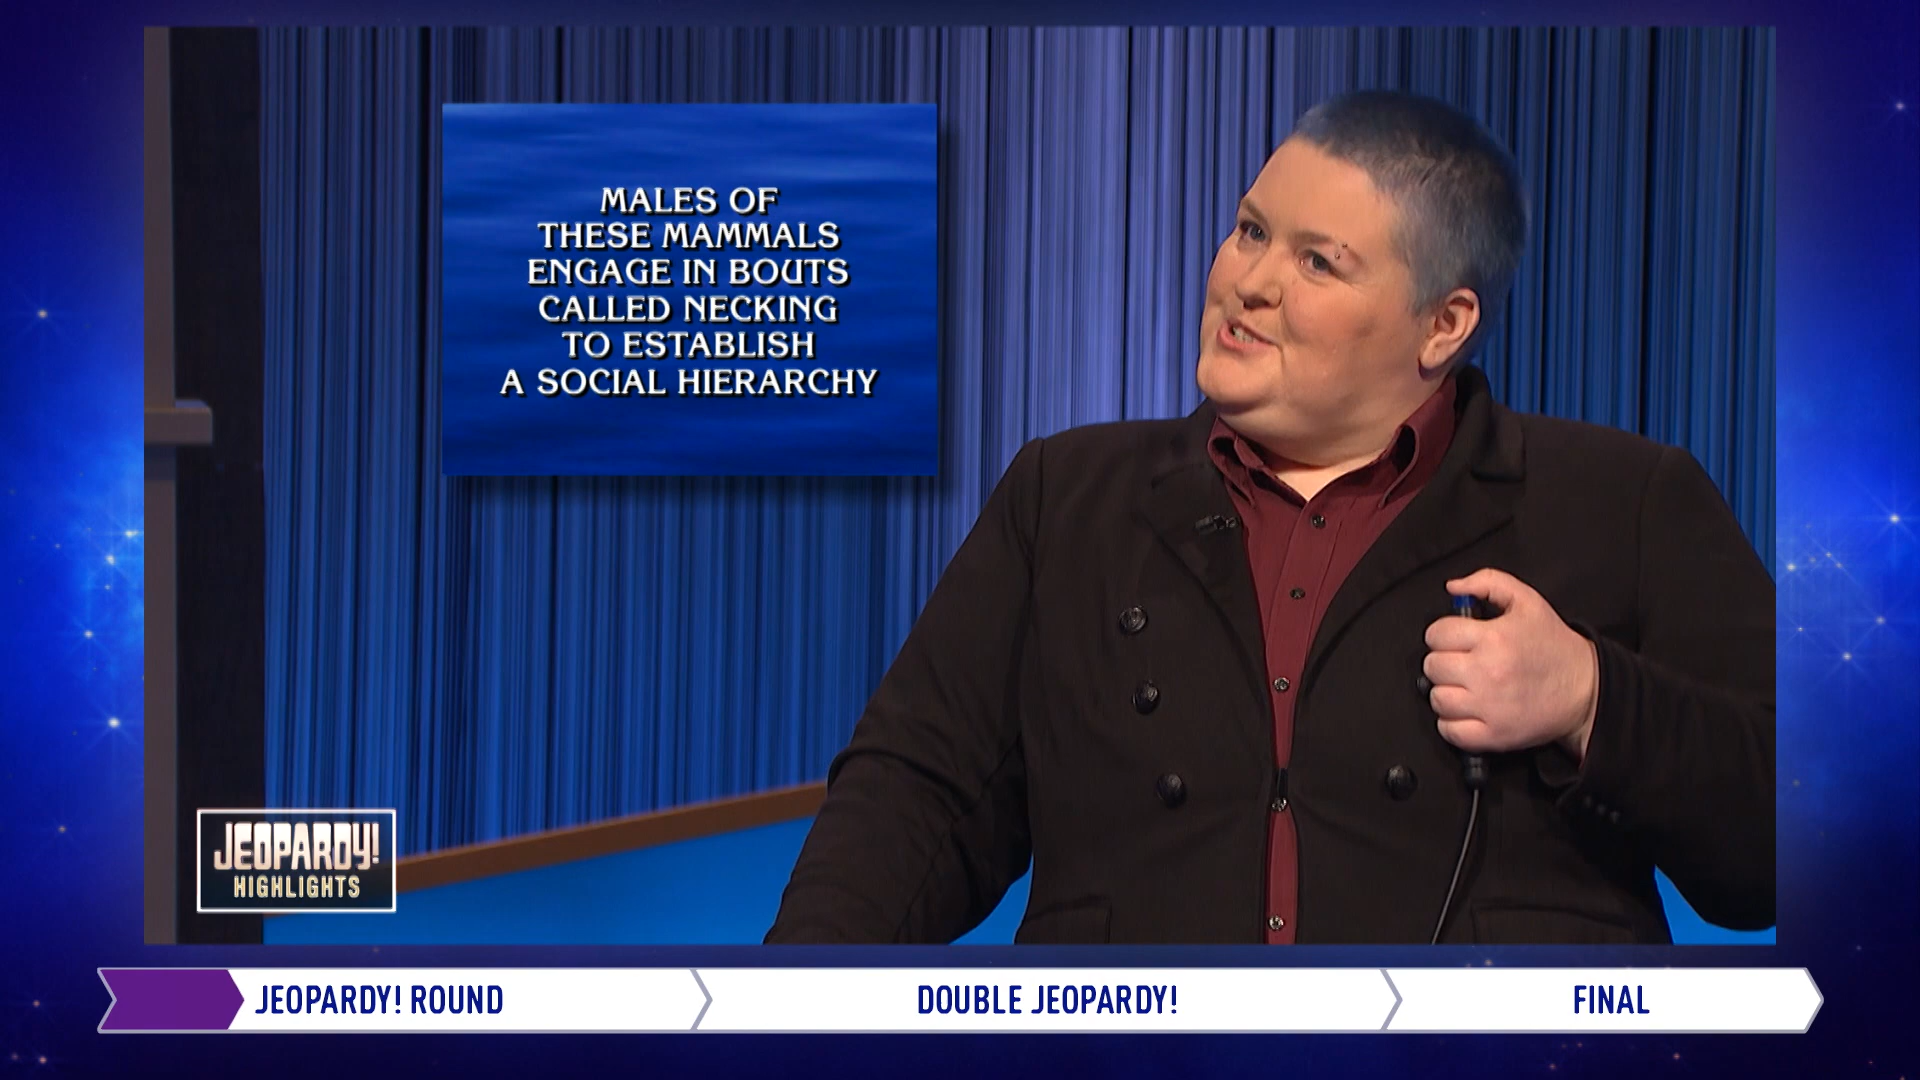 MALES OF
THESE MAMMALS
ENGAGE IN BOUTS
CALLED NECKING
TO ESTABLISH
A SOCIAL HIERARCHY
JEOPARDY!
HIGHLIGHTS
JEOPARDY! ROUND
DOUBLE JEOPARDY!
FINAL